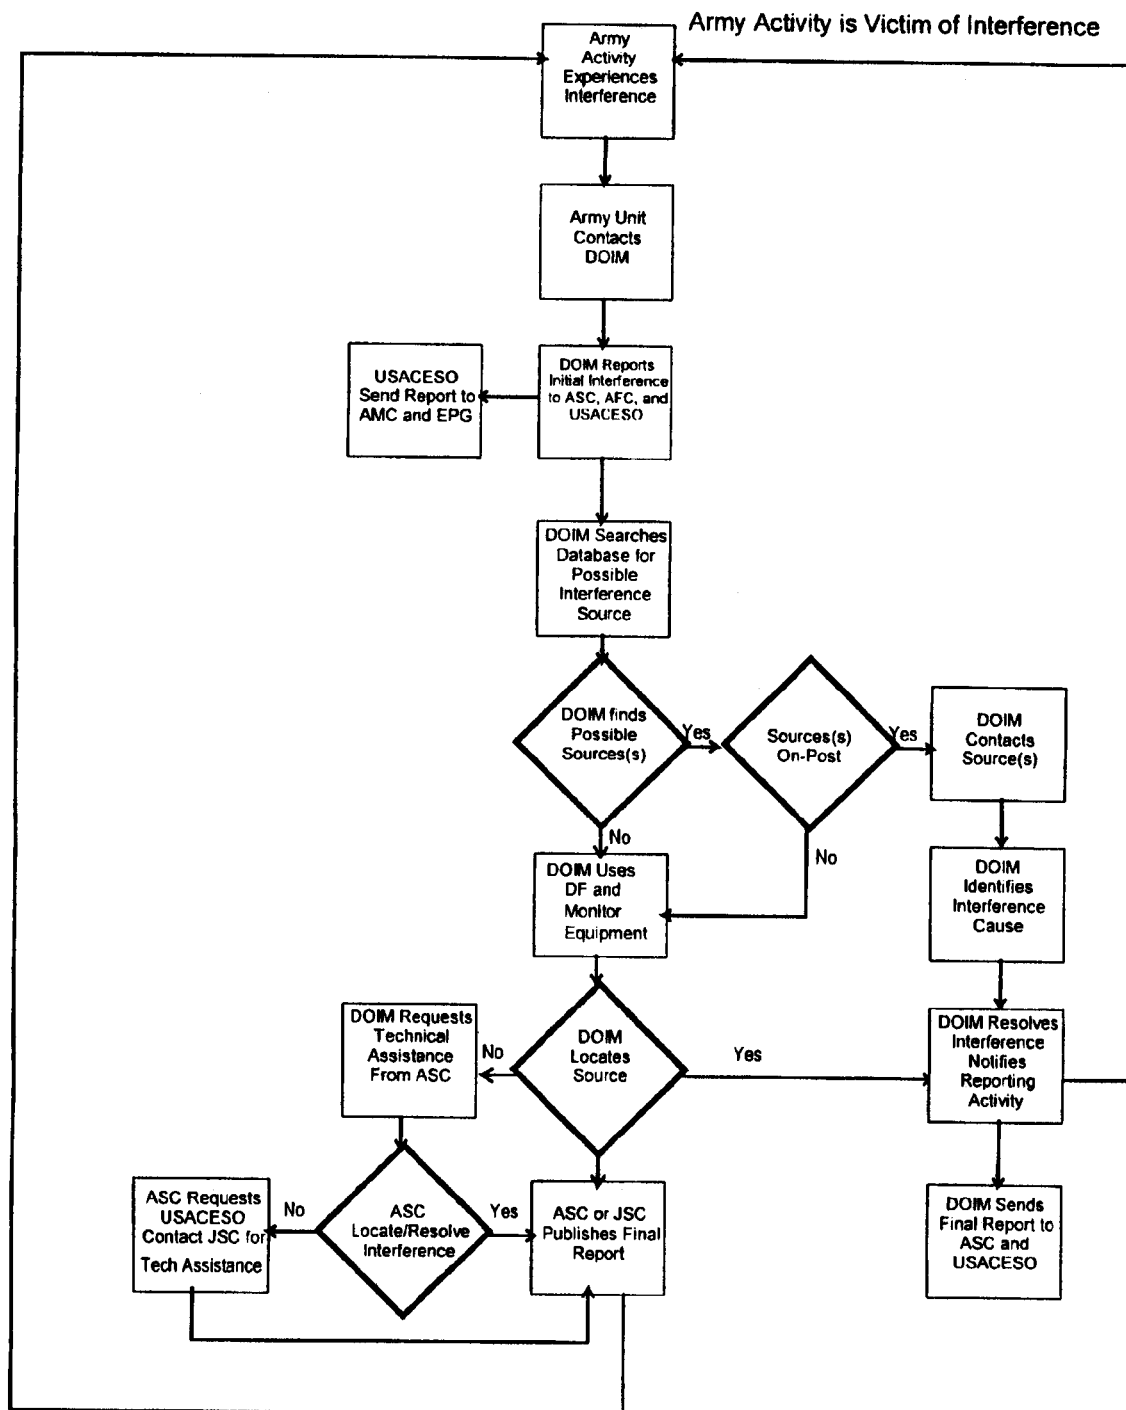 Army Activity is Victim of Interference
Army
Activity
Experiences
Interference
Army Unit
Contacts
DOIM
USACESO
Send Report to
AMC and EPG
DOIM Reports
Initial Interference
to ASC, AFC, and
USACESO
DOIM Searches
Database for
Possible
Interference
Source
DOIM finds
Possible
Sources(s)
Yes
Sources(s)
On-Post
Yes
DOIM
Contacts
Source(s)
No
No
DOIM Uses
DF and
Monitor
Equipment
DOIM
Identifies
Interference
Cause
DOIM Requests
Technical
Assistance
From ASC
No
DOIM
Locates
Source
Yes
DOIM Resolves
Interference
Notifies
Reporting
Activity
ASC Requests
USACESO
Contact JSC for
Tech Assistance
No
ASC
Locate/Resolve
Interference
Yes
ASC or JSC
Publishes Final
Report
DOIM Sends
Final Report to
ASC and
USACESO